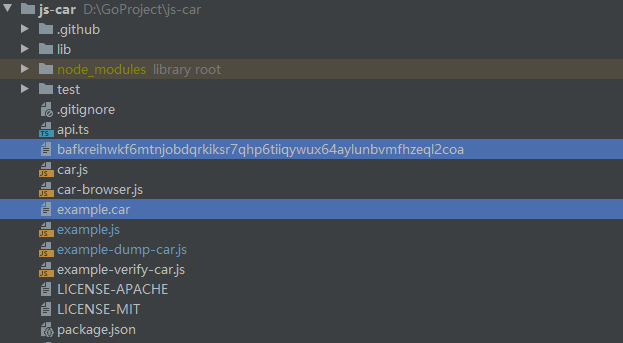 js-car D:\GoProject\js-car
.github
lib
node_modules library root
test
.gitignore
api.ts
bafkreihwkf6mtnjobdqrkiksr7qhp6tiiqywux64aylunbvmfhzeql2coa
car.js
car-browser.js
example.car
example.js
example-dump-car.js
example-verify-car.js
LICENSE-APACHE
LICENSE-MIT
package.json